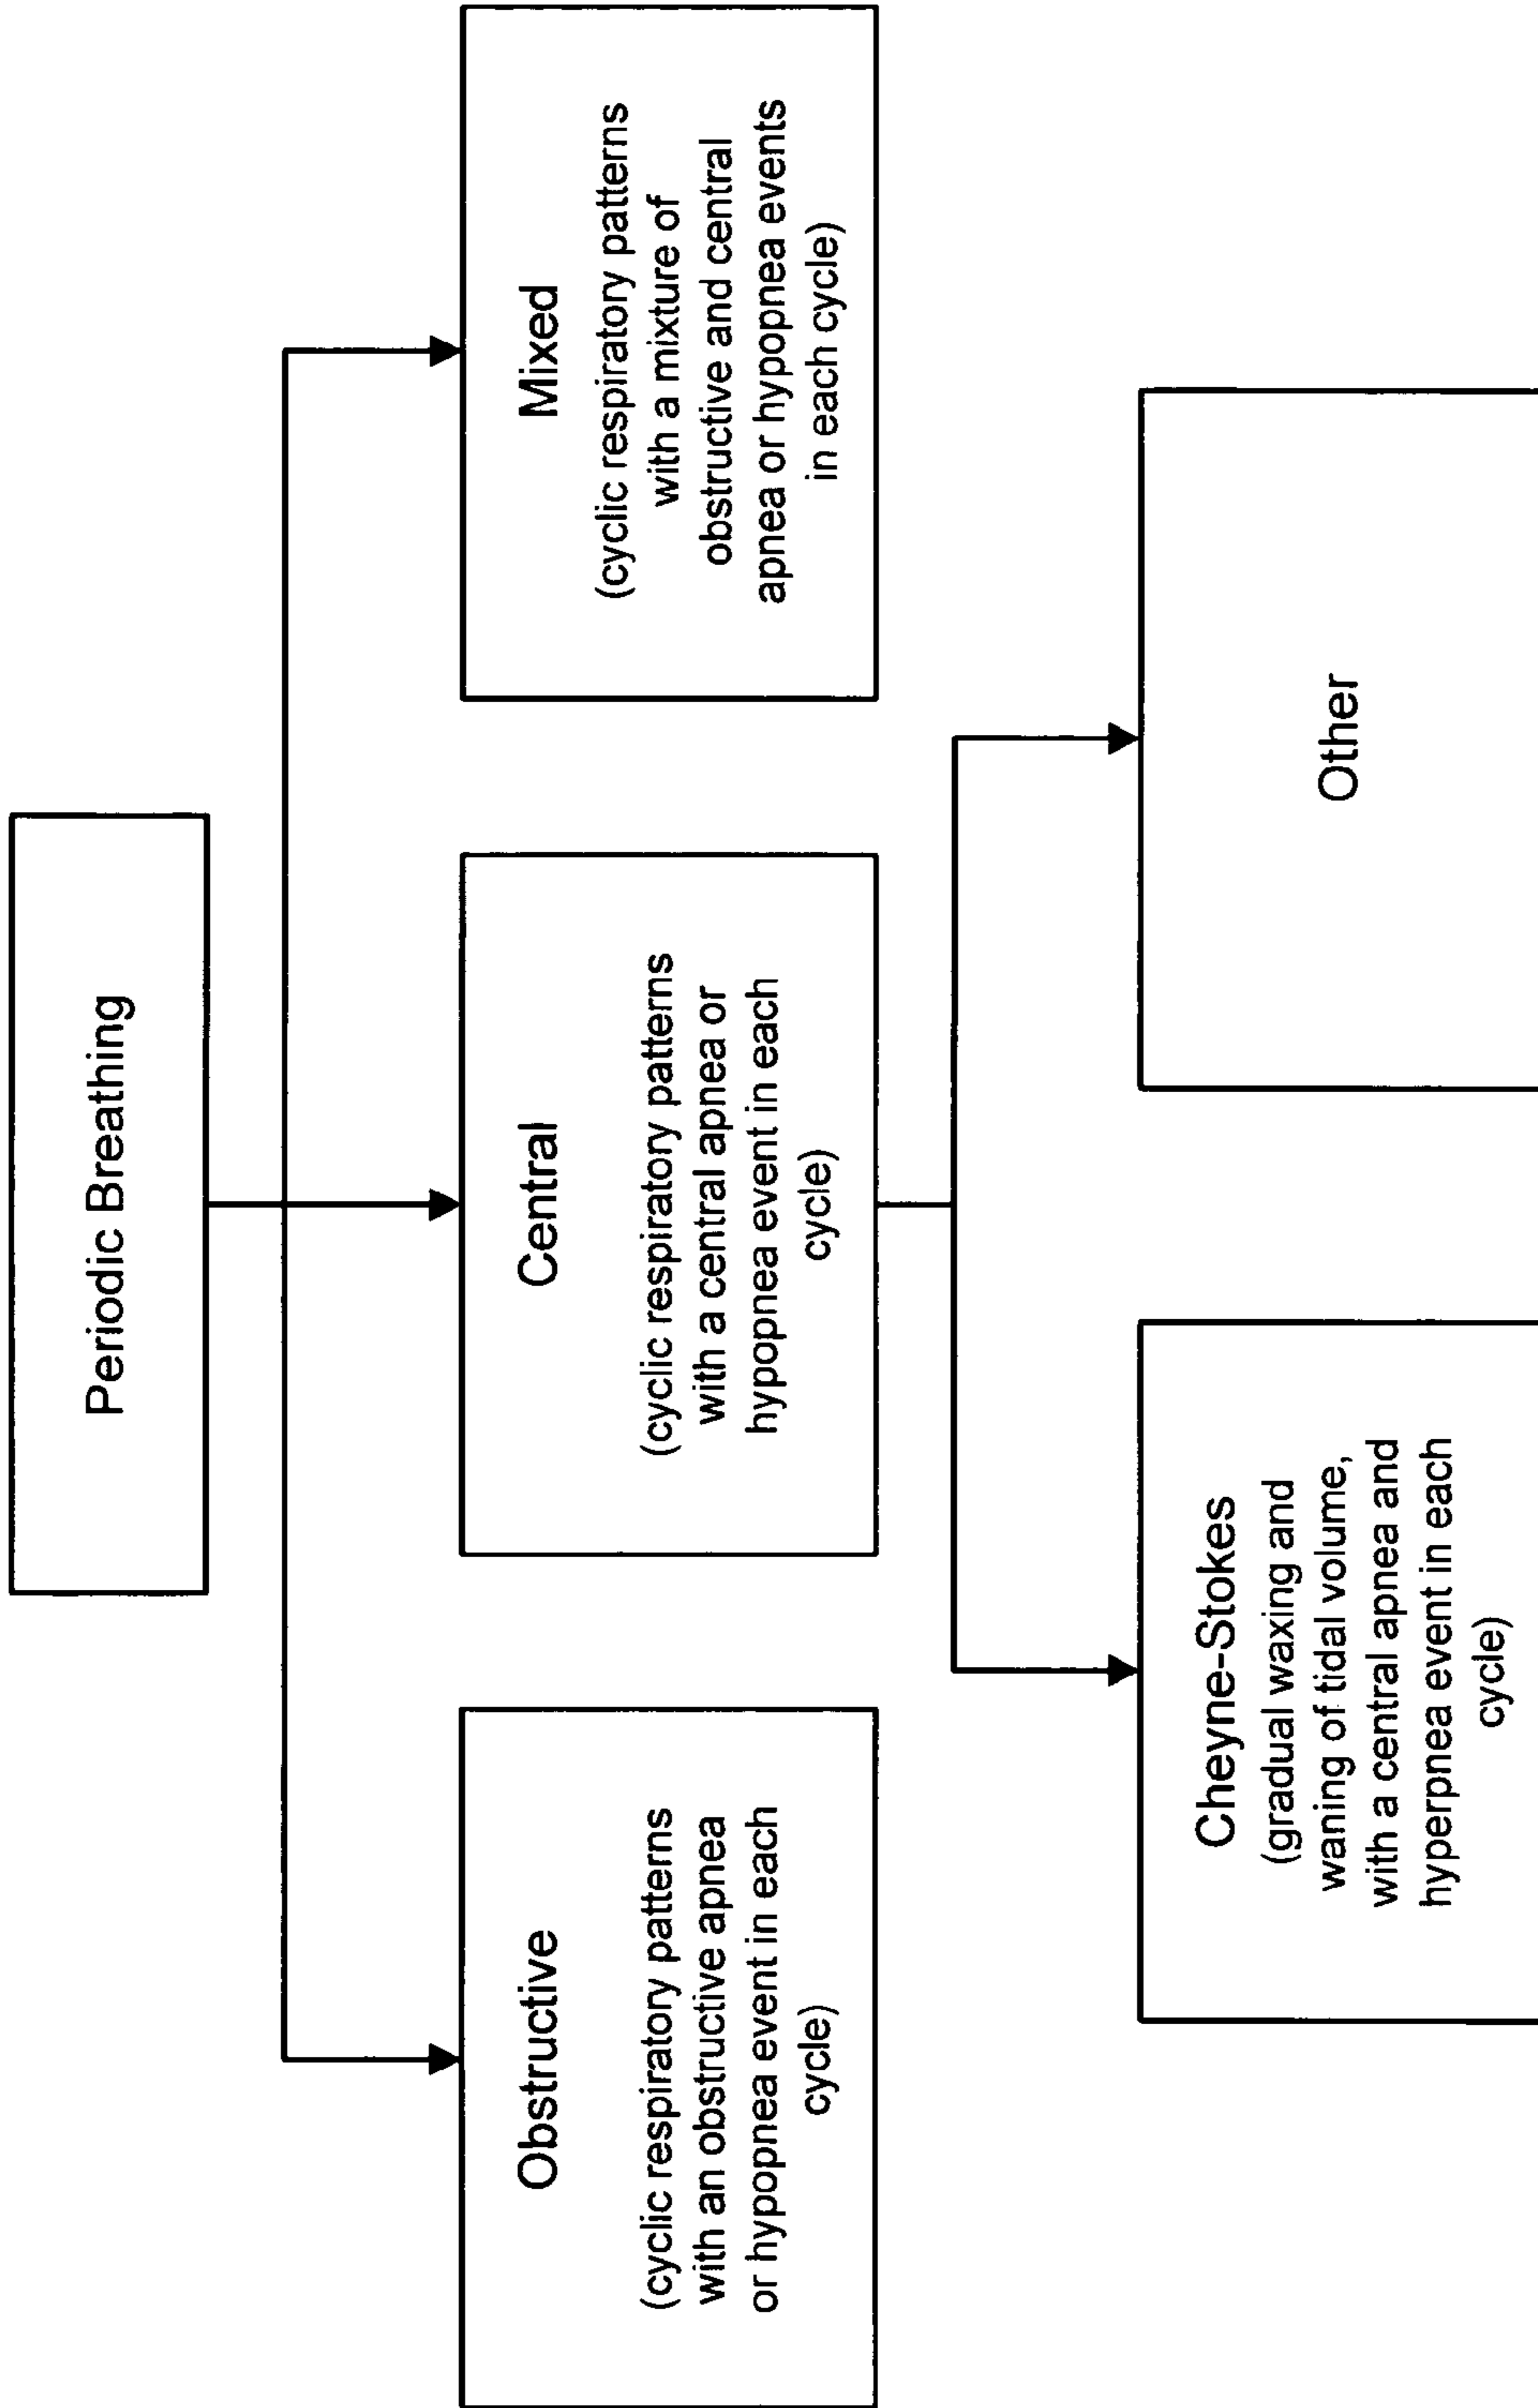 Periodic Breathing
Obstructive
(cyclic respiratory patterns
with an obstructive apnea
or hypopnea event in each
cycle)
Central
(cyclic respiratory patterns
with a central apnea or
hypopnea event in each
cycle)
Mixed
(cyclic respiratory patterns
with a mixture of
obstructive and central
apnea or hypopnea events
in each cycle)
Cheyne-Stokes
(gradual waxing and
waning of tidal volume,
with a central apnea and
hyperpnea event in each
cycle)
Other